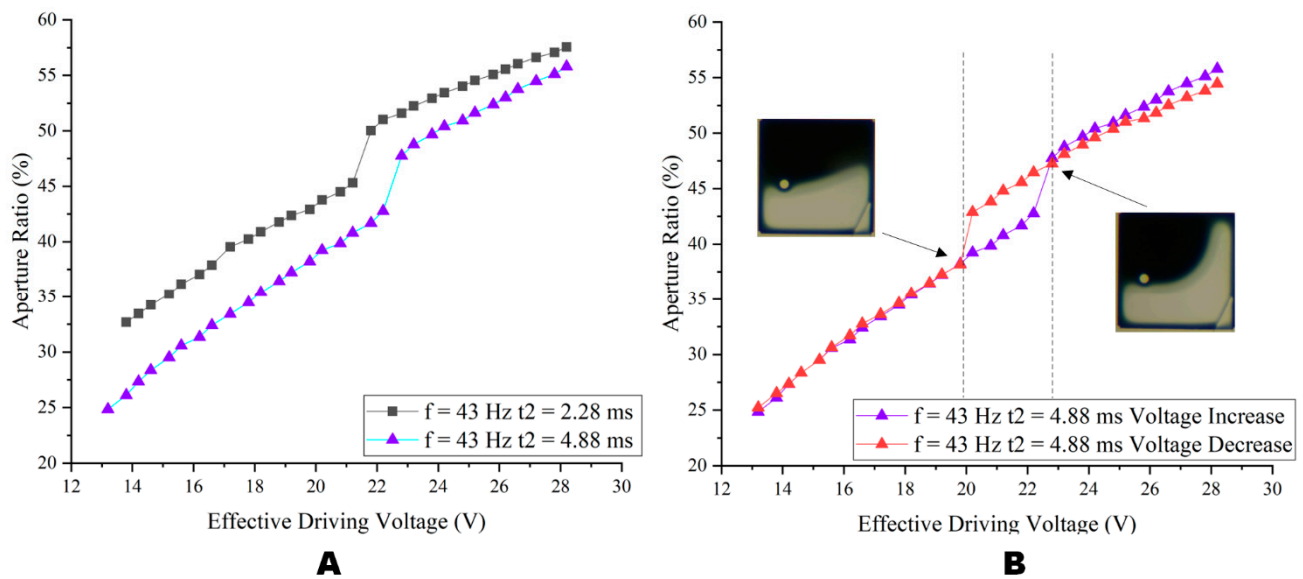 60
55
50
45
40
35
30
25
20
Aperture Ratio (%)
12 14 16 18 20 22 24 26 28 30
Effective Driving Voltage (V)
f = 43 Hz t2 = 2.28 ms
f = 43 Hz t2 = 4.88 ms
A
60
55
50
45
40
35
30
25
20
Aperture Ratio (%)
12 14 16 18 20 22 24 26 28 30
Effective Driving Voltage (V)
f = 43 Hz t2 = 4.88 ms Voltage Increase
f = 43 Hz t2 = 4.88 ms Voltage Decrease
B